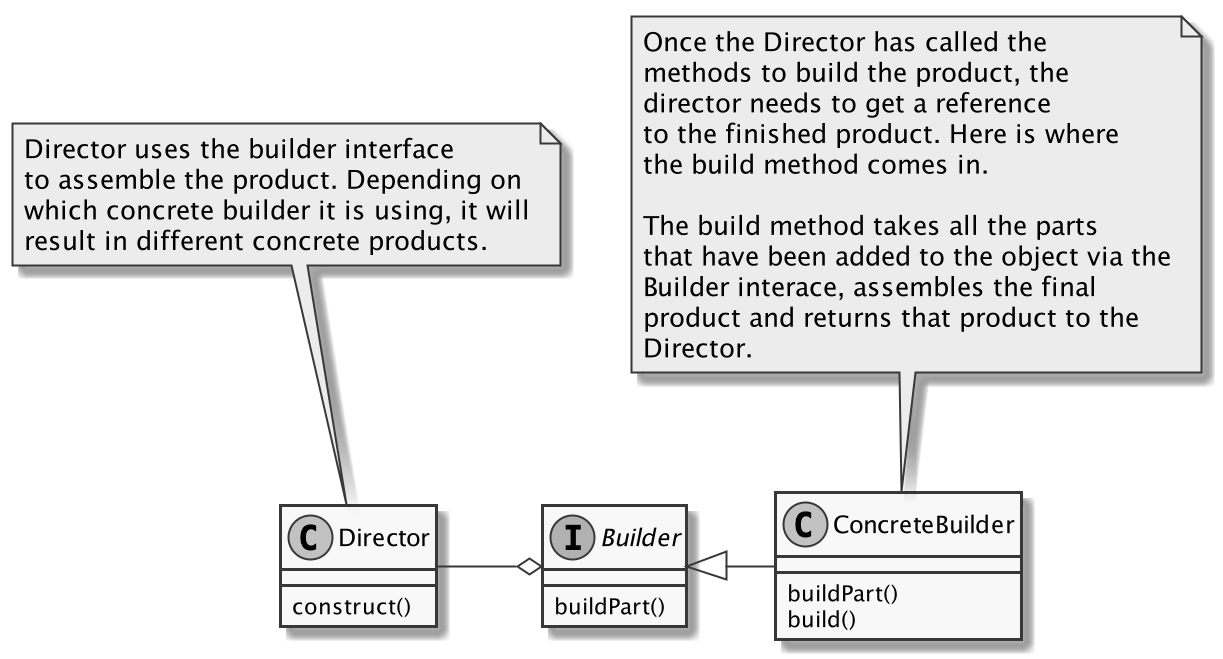 Once the Director has called the
methods to build the product, the
director needs to get a reference
to the finished product. Here is where
the build method comes in.
The build method takes all the parts
that have been added to the object via the
Builder interace, assembles the final
product and returns that product to the
Director.
Director uses the builder interface
to assemble the product. Depending on
which concrete builder it is using, it will
result in different concrete products.
C Director
construct()
I Builder
buildPart()
C ConcreteBuilder
buildPart()
build()